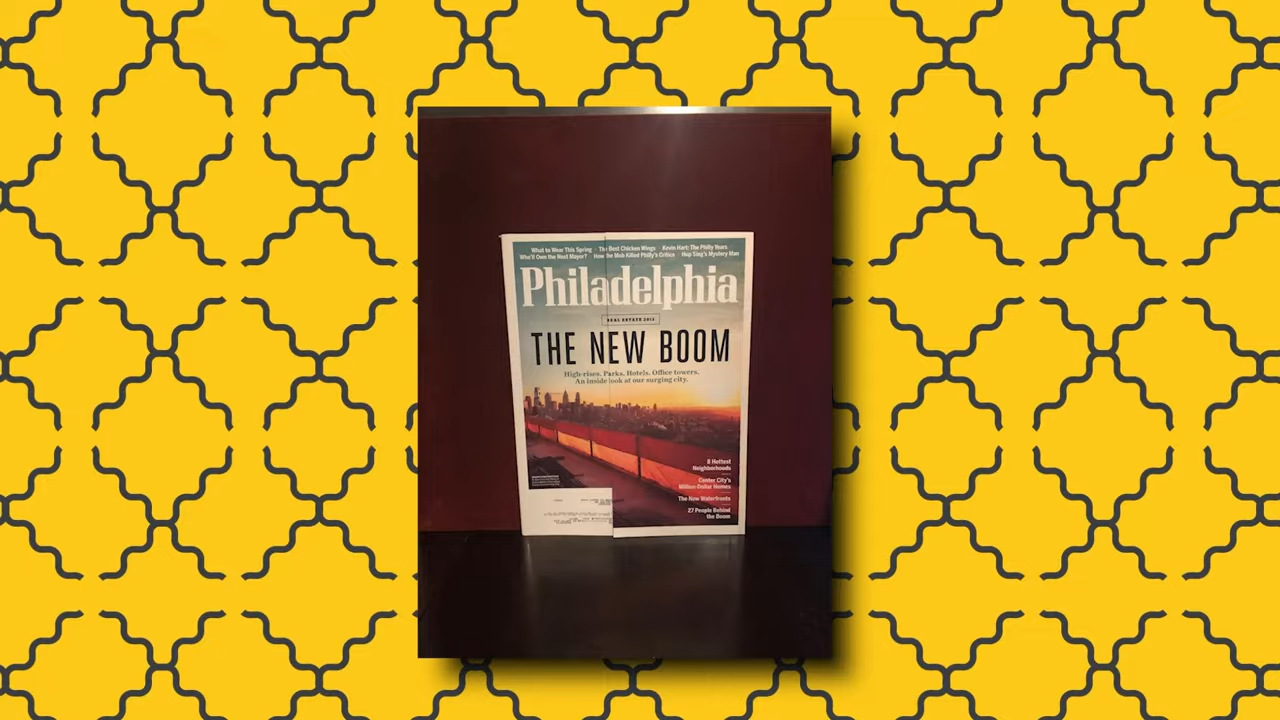 What to Wear This Spring The Best Chicken Wings Kevin Hart: The Philly Years
Who'll Own the Next Mayor? How the Mob Killed Philly's Critics Hop Sing's Mystery Man
Philadelphia
REAL ESTATE 2015
THE NEW BOOM
High-rises. Parks. Hotels. Office towers.
An inside look at our surging city.
8 Hottest
Neighborhoods
Center City's
Million-Dollar Homes
The New Waterfronts
27 People Behind
the Boom